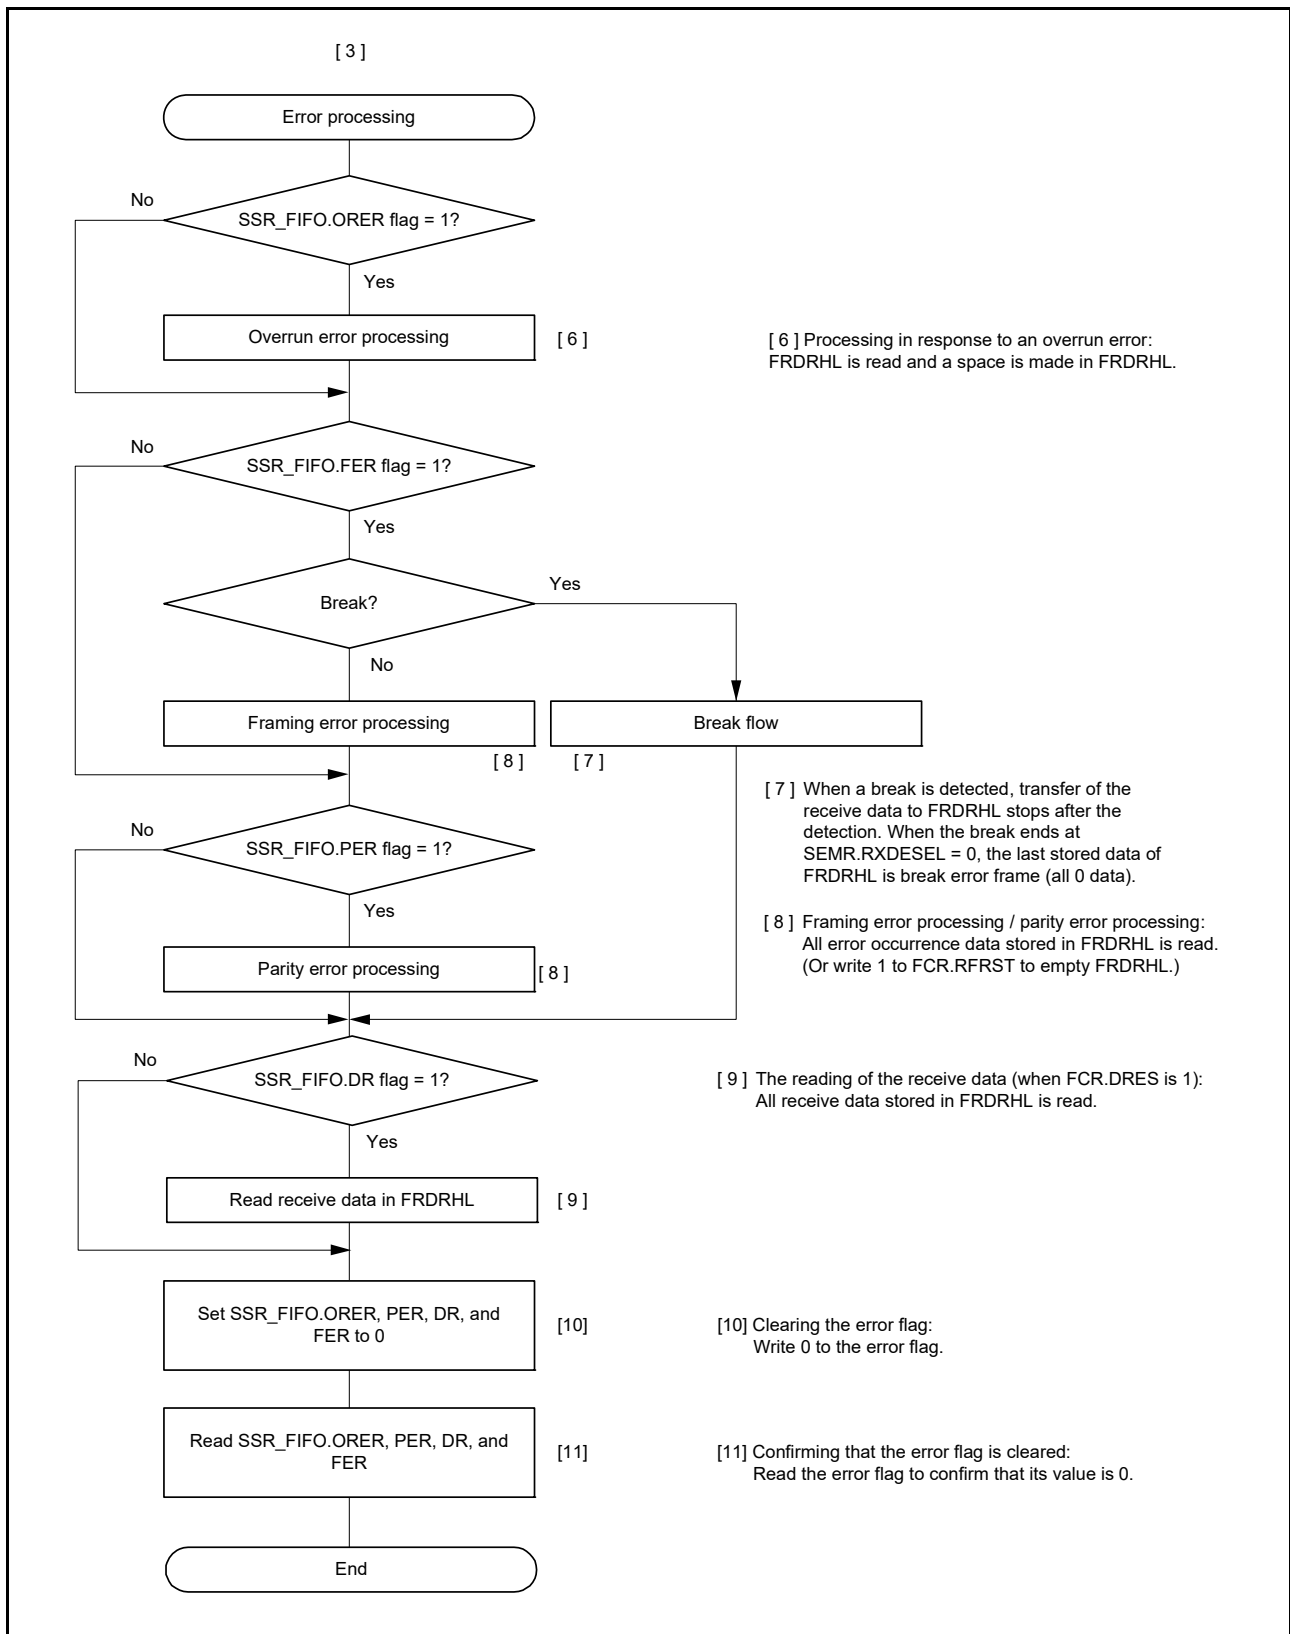 [ 3 ]
Error processing
No
SSR_FIFO.ORER flag = 1?
Yes
Overrun error processing
[ 6 ]
[ 6 ] Processing in response to an overrun error:
FRDRHL is read and a space is made in FRDRHL.
No
SSR_FIFO.FER flag = 1?
Yes
Break?
Yes
No
Framing error processing
Break flow
[ 8 ]
[ 7 ]
[ 7 ] When a break is detected, transfer of the
receive data to FRDRHL stops after the
detection. When the break ends at
SEMR.RXDESEL = 0, the last stored data of
FRDRHL is break error frame (all 0 data).
No
SSR_FIFO.PER flag = 1?
Yes
[ 8 ] Framing error processing / parity error processing:
All error occurrence data stored in FRDRHL is read.
(Or write 1 to FCR.RFRST to empty FRDRHL.)
Parity error processing
[ 8 ]
No
SSR_FIFO.DR flag = 1?
Yes
[ 9 ] The reading of the receive data (when FCR.DRES is 1):
All receive data stored in FRDRHL is read.
Read receive data in FRDRHL
[ 9 ]
Set SSR_FIFO.ORER, PER, DR, and
FER to 0
[10]
[10] Clearing the error flag:
Write 0 to the error flag.
Read SSR_FIFO.ORER, PER, DR, and
FER
[11]
[11] Confirming that the error flag is cleared:
Read the error flag to confirm that its value is 0.
End